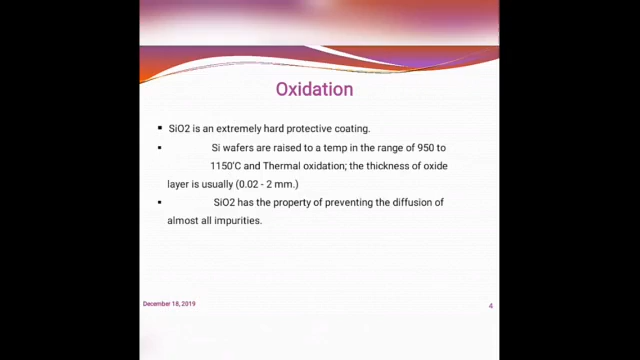 Oxidation
▪ SiO2 is an extremely hard protective coating.
▪ Si wafers are raised to a temp in the range of 950 to
1150'C and Thermal oxidation; the thickness of oxide
layer is usually (0.02 - 2 mm.)
▪ SiO2 has the property of preventing the diffusion of
almost all impurities.
December 18, 2019
4